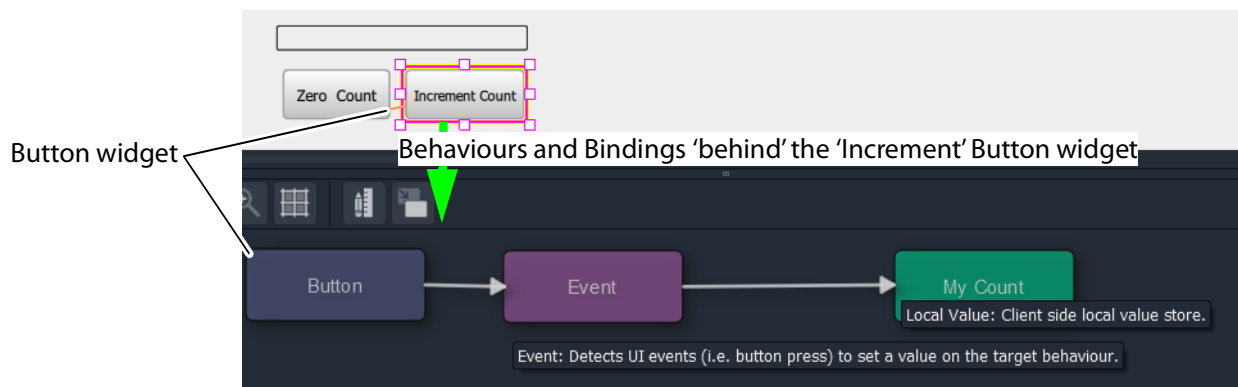 Zero Count
Increment Count
Button widget
Behaviours and Bindings ‘behind’ the ‘Increment’ Button widget
Button
Event
My Count
Local Value: Client side local value store.
Event: Detects UI events (i.e. button press) to set a value on the target behaviour.